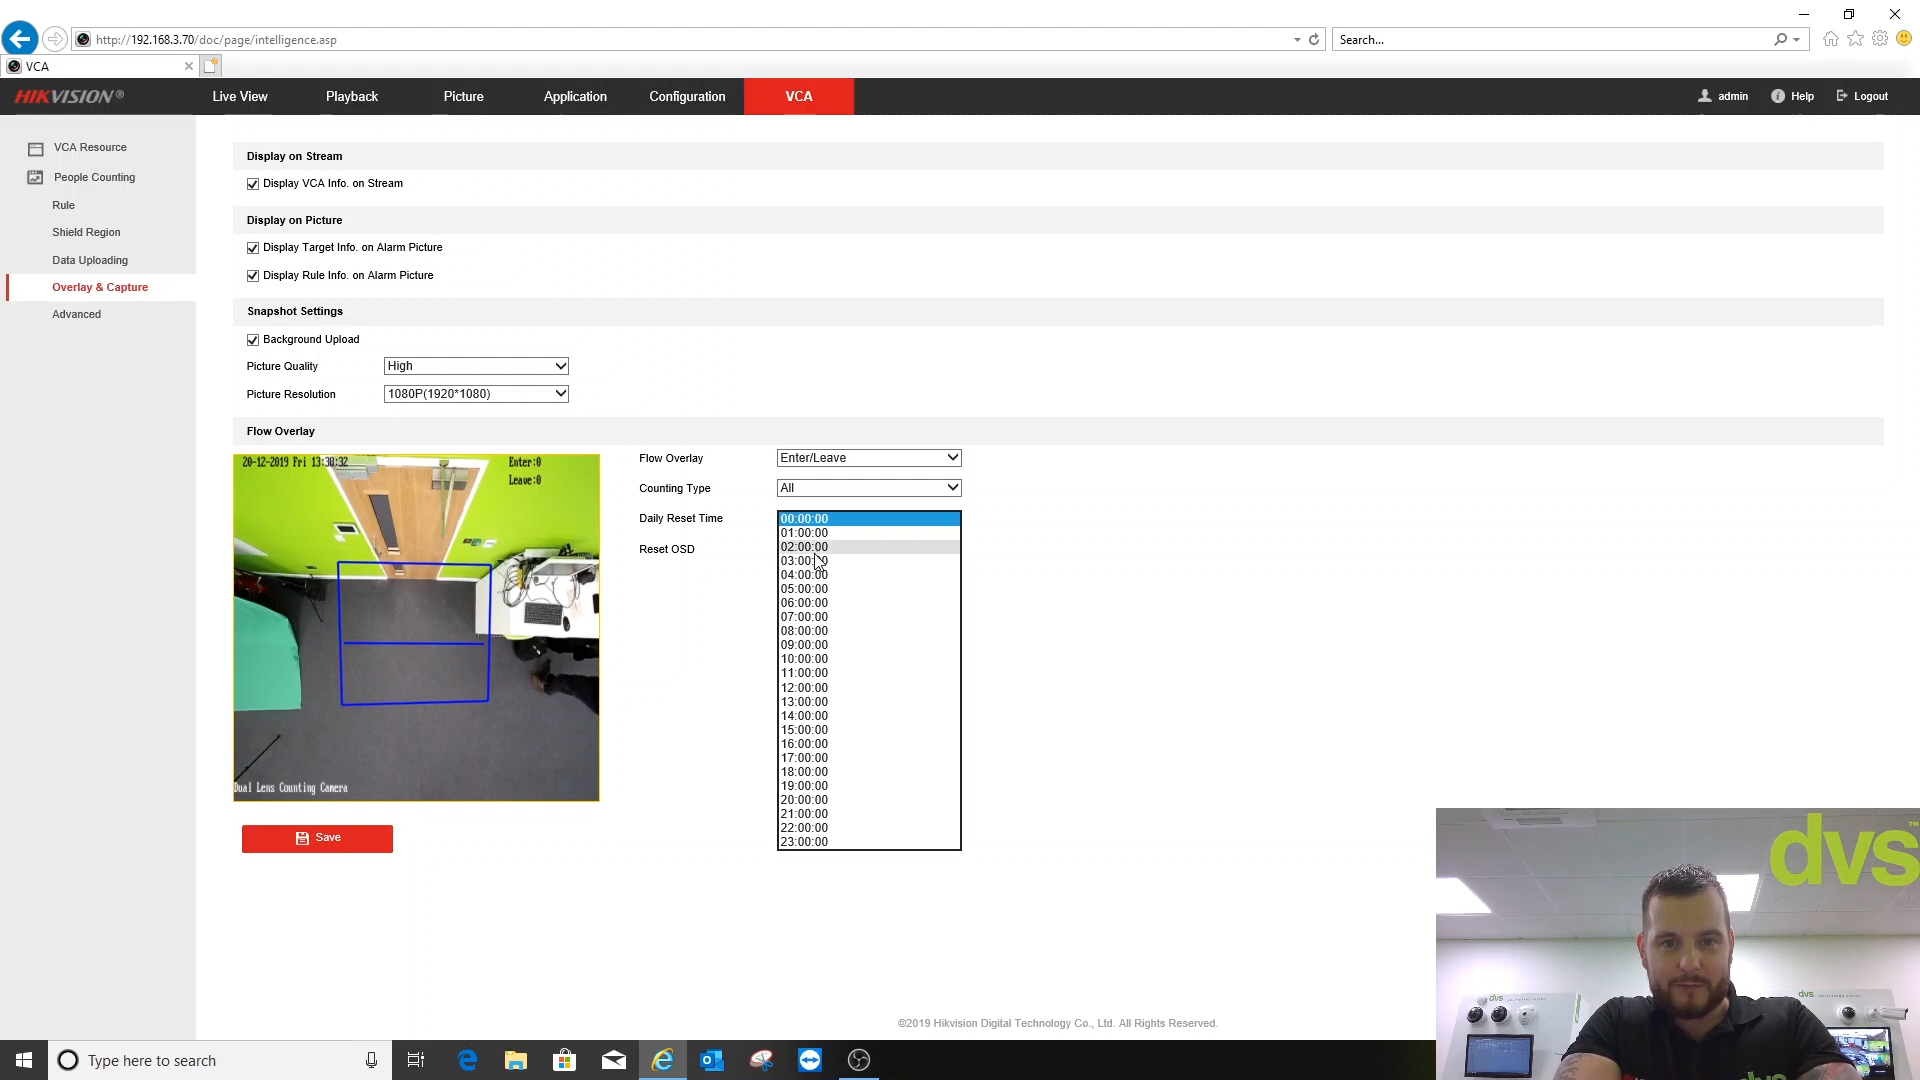 http://192.168.3.70/doc/page/intelligence.asp
Search...
VCA
HIKVISION®
Live View
Playback
Picture
Application
Configuration
VCA
admin
Help
Logout
VCA Resource
People Counting
Rule
Shield Region
Data Uploading
Overlay & Capture
Advanced
Display on Stream
Display VCA Info. on Stream
Display on Picture
Display Target Info. on Alarm Picture
Display Rule Info. on Alarm Picture
Snapshot Settings
Background Upload
Picture Quality
High
Picture Resolution
1080P(1920*1080)
Flow Overlay
20-12-2019 Fri 13:38:32
Enter:0
Leave:0
Dual Lens Counting Camera
Flow Overlay
Enter/Leave
Counting Type
All
Daily Reset Time
00:00:00
01:00:00
02:00:00
03:00:00
04:00:00
05:00:00
06:00:00
07:00:00
08:00:00
09:00:00
10:00:00
11:00:00
12:00:00
13:00:00
14:00:00
15:00:00
16:00:00
17:00:00
18:00:00
19:00:00
20:00:00
21:00:00
22:00:00
23:00:00
Reset OSD
Save
©2019 Hikvision Digital Technology Co., Ltd. All Rights Reserved.
dvs™
dvs
dvs
dvs
Type here to search